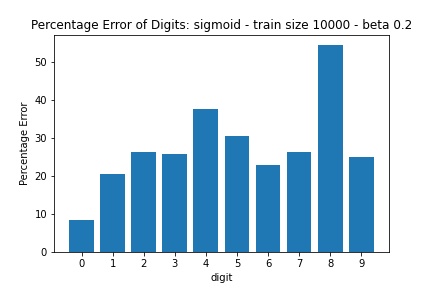 Percentage Error of Digits: sigmoid - train size 10000 - beta 0.2
Percentage Error
50
40
30
20
10
0
0 1 2 3 4 5 6 7 8 9
digit